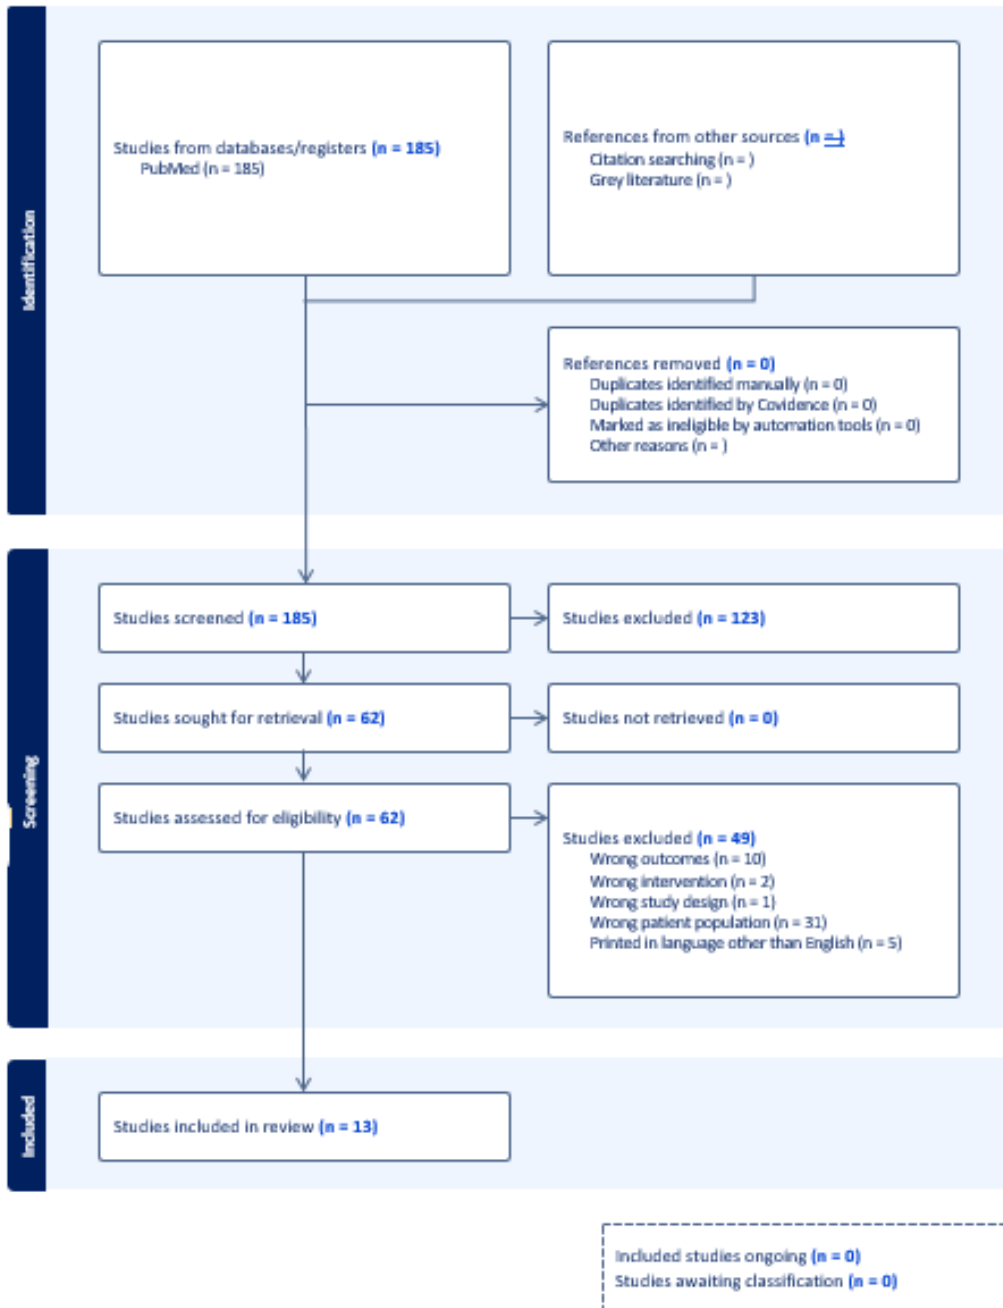 Identification
Studies from databases/registers (n = 185)
PubMed (n = 185)
References from other sources (n = )
Citation searching (n = )
Grey literature (n = )
References removed (n = 0)
Duplicates identified manually (n = 0)
Duplicates identified by Covidence (n = 0)
Marked as ineligible by automation tools (n = 0)
Other reasons (n = )
Screening
Studies screened (n = 185)
Studies excluded (n = 123)
Studies sought for retrieval (n = 62)
Studies not retrieved (n = 0)
Studies assessed for eligibility (n = 62)
Studies excluded (n = 49)
Wrong outcomes (n = 10)
Wrong intervention (n = 2)
Wrong study design (n = 1)
Wrong patient population (n = 31)
Printed in language other than English (n = 5)
Included
Studies included in review (n = 13)
Included studies ongoing (n = 0)
Studies awaiting classification (n = 0)